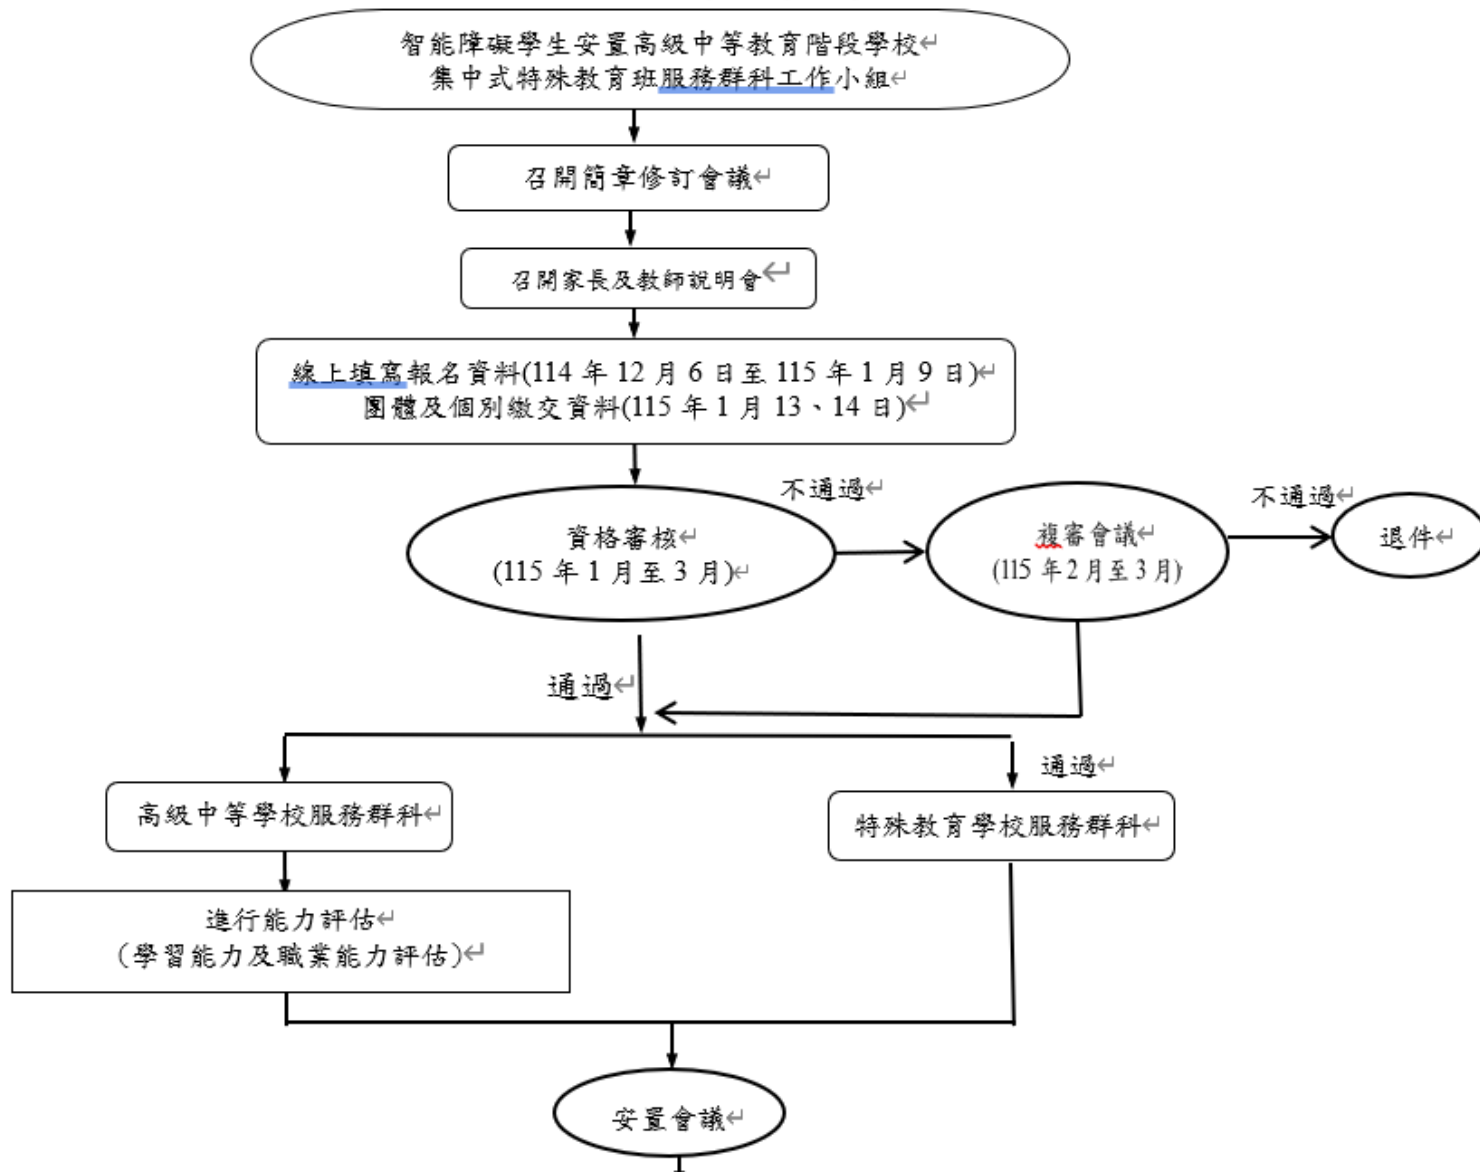 智能障礙學生安置高級中等教育階段學校
集中式特殊教育班服務群科工作小組
召開簡章修訂會議
召開家長及教師說明會
線上填寫報名資料(114 年 12 月 6 日至 115 年 1 月 9 日)
團體及個別繳交資料(115 年 1 月 13、14 日)
資格審核
(115 年 1 月至 3 月)
不通過
複審會議
(115 年 2 月至 3 月)
不通過
退件
通過
通過
高級中等學校服務群科
特殊教育學校服務群科
進行能力評估
(學習能力及職業能力評估)
安置會議